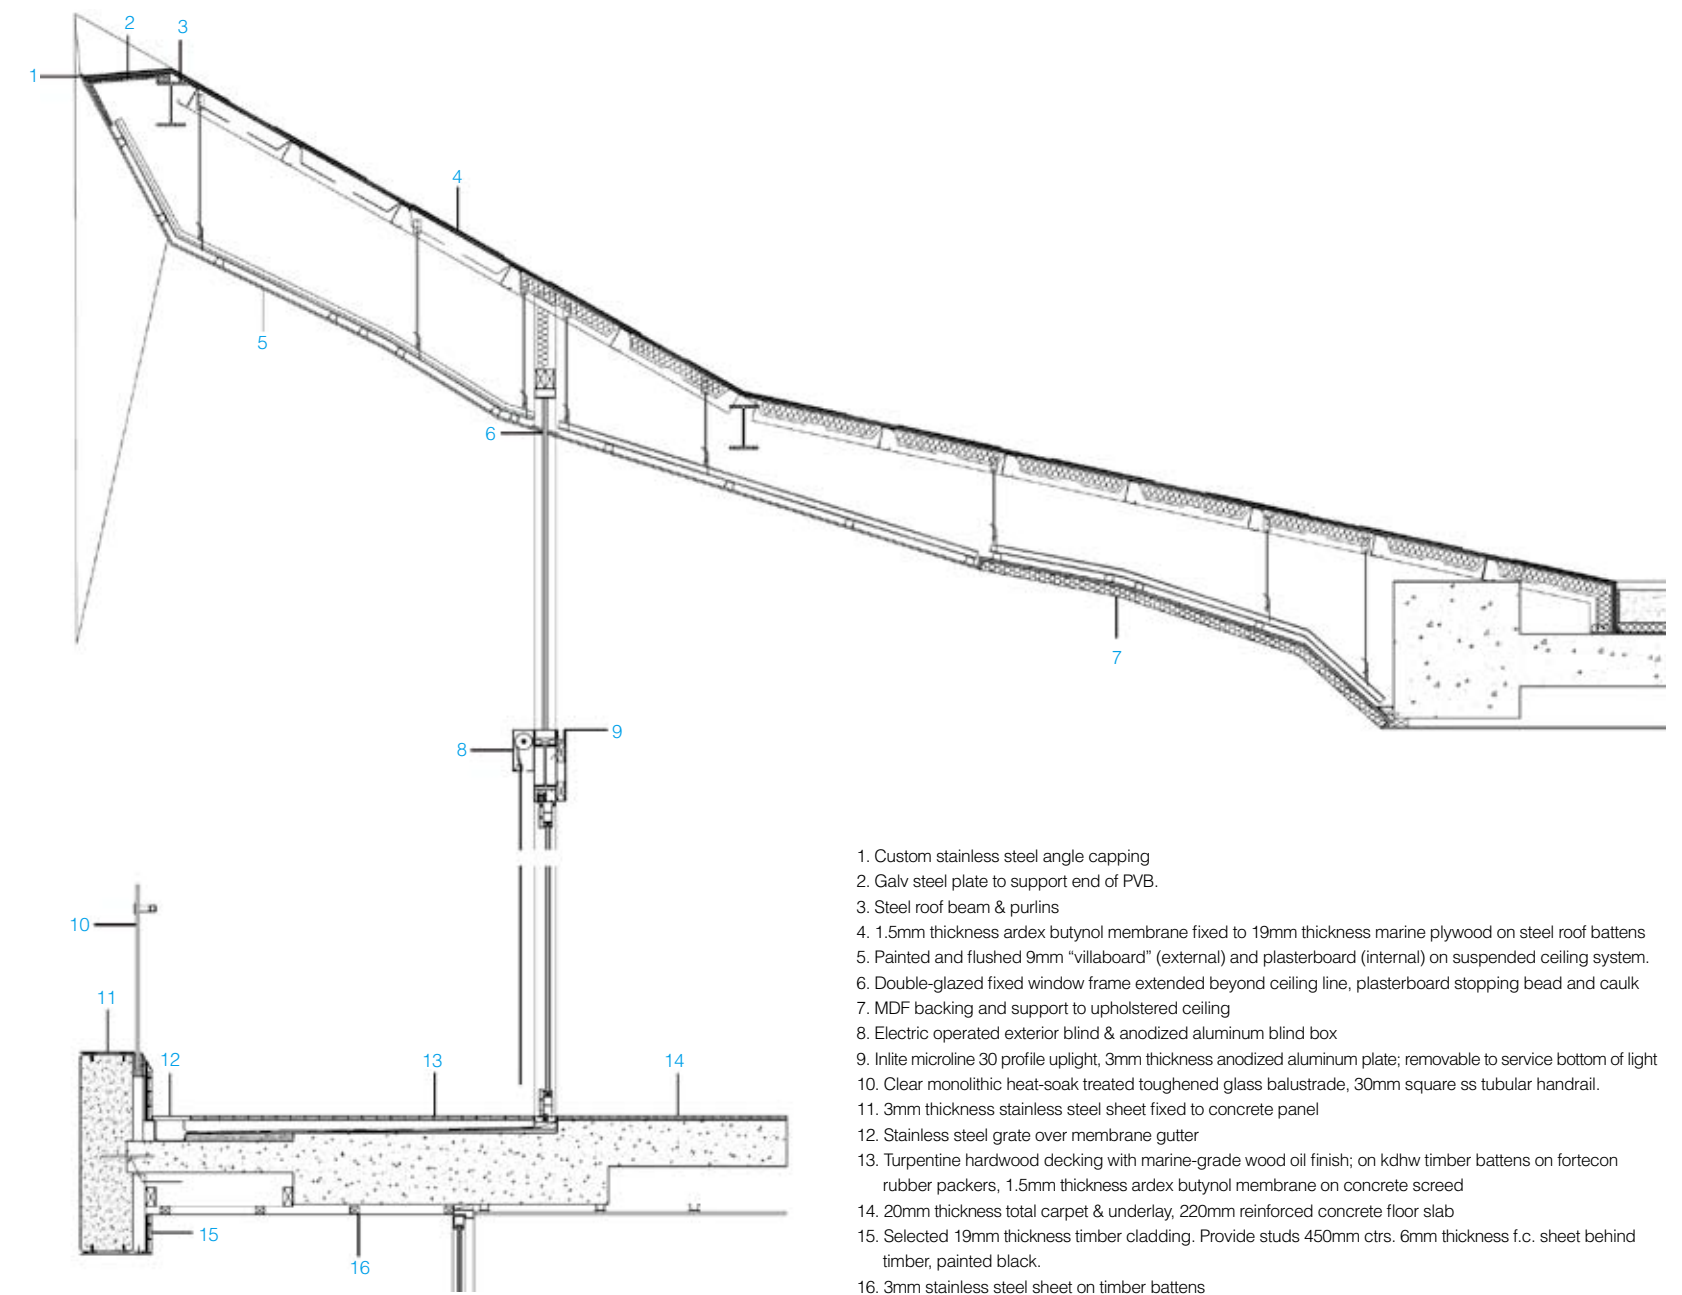 2
3
1
4
5
6
7
8
9
10
11
12
13
14
15
16
1. Custom stainless steel angle capping
2. Galv steel plate to support end of PVB.
3. Steel roof beam & purlins
4. 1.5mm thickness ardex butynol membrane fixed to 19mm thickness marine plywood on steel roof battens
5. Painted and flushed 9mm “villaboard” (external) and plasterboard (internal) on suspended ceiling system.
6. Double-glazed fixed window frame extended beyond ceiling line, plasterboard stopping bead and caulk
7. MDF backing and support to upholstered ceiling
8. Electric operated exterior blind & anodized aluminum blind box
9. Inlite microline 30 profile uplight, 3mm thickness anodized aluminum plate; removable to service bottom of light
10. Clear monolithic heat-soak treated toughened glass balustrade, 30mm square ss tubular handrail.
11. 3mm thickness stainless steel sheet fixed to concrete panel
12. Stainless steel grate over membrane gutter
13. Turpentine hardwood decking with marine-grade wood oil finish; on kdhw timber battens on fortecon
rubber packers, 1.5mm thickness ardex butynol membrane on concrete screed
14. 20mm thickness total carpet & underlay, 220mm reinforced concrete floor slab
15. Selected 19mm thickness timber cladding. Provide studs 450mm ctrs. 6mm thickness f.c. sheet behind
timber, painted black.
16. 3mm stainless steel sheet on timber battens